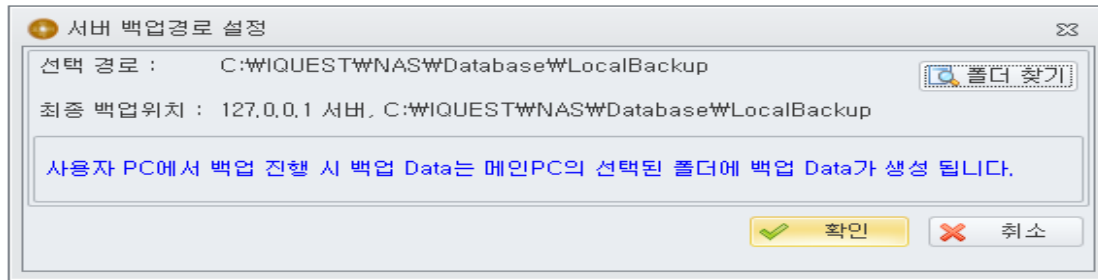 서버 백업경로 설정
선택 경로 : C:₩IQUEST₩NAS₩Database₩LocalBackup
폴더 찾기
최종 백업위치 : 127.0.0.1 서버, C:₩IQUEST₩NAS₩Database₩LocalBackup
사용자 PC에서 백업 진행 시 백업 Data는 메인PC의 선택된 폴더에 백업 Data가 생성 됩니다.
확인 취소